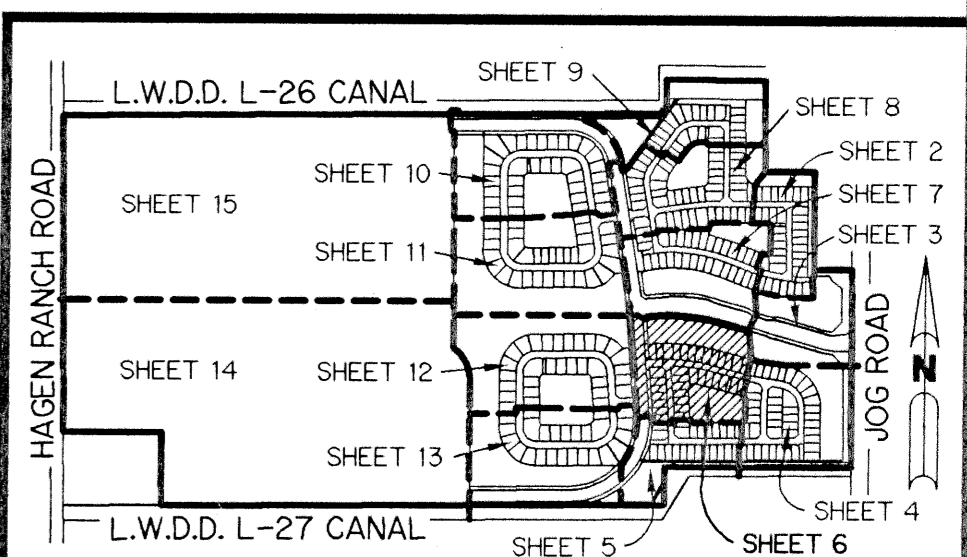 L.W.D.D. L-26 CANAL
SHEET 9
SHEET 8
SHEET 2
SHEET 7
SHEET 3
SHEET 10
SHEET 15
SHEET 11
HAGEN RANCH ROAD
JOG ROAD
N
SHEET 14
SHEET 12
SHEET 13
SHEET 4
L.W.D.D. L-27 CANAL
SHEET 5
SHEET 6